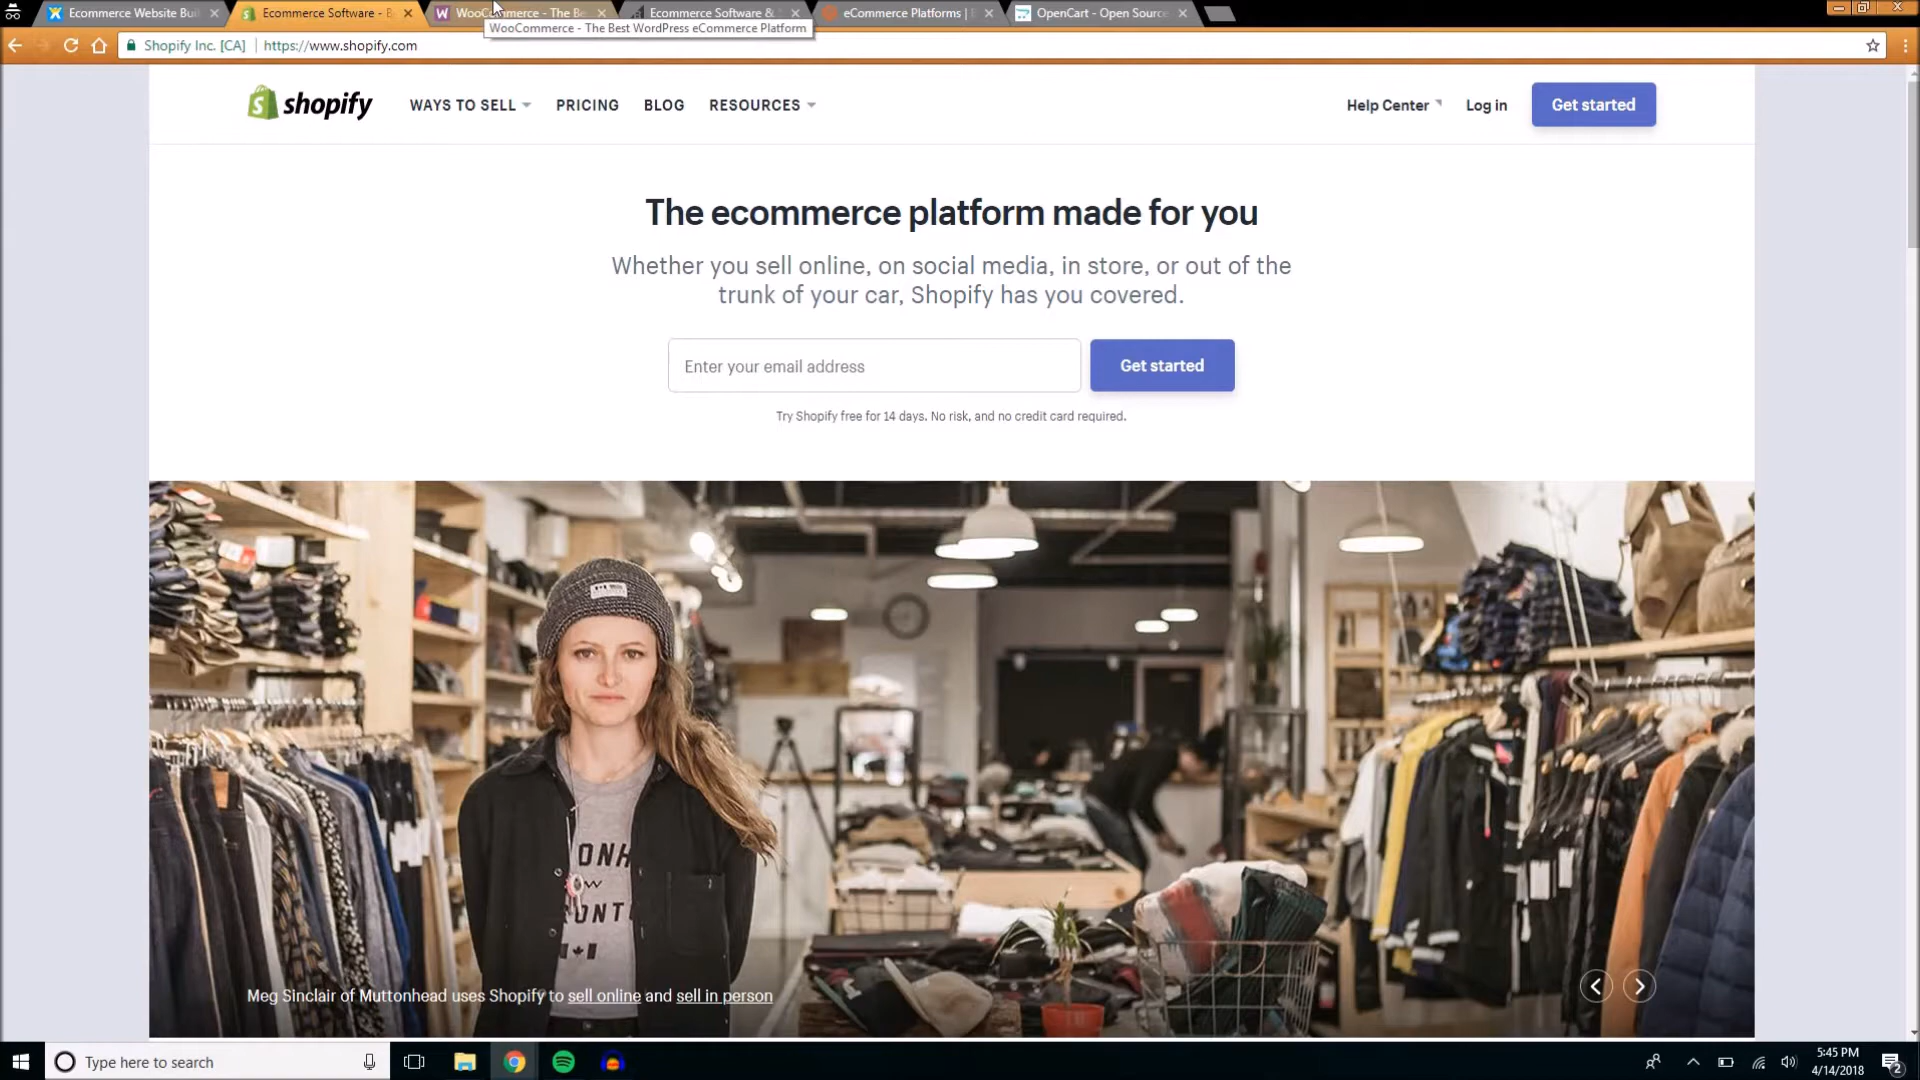 Ecommerce Website Bui
Ecommerce Software - B
WooCommerce - The Be
Ecommerce Software &
eCommerce Platforms |
OpenCart - Open Source
WooCommerce - The Best WordPress eCommerce Platform
Shopify Inc. [CA]
https://www.shopify.com
shopify
WAYS TO SELL
PRICING
BLOG
RESOURCES
Help Center
Log in
Get started
The ecommerce platform made for you
Whether you sell online, on social media, in store, or out of the
trunk of your car, Shopify has you covered.
Enter your email address
Get started
Try Shopify free for 14 days. No risk, and no credit card required.
Meg Sinclair of Muttonhead uses Shopify to sell online and sell in person
Type here to search
5:45 PM
4/14/2018
2